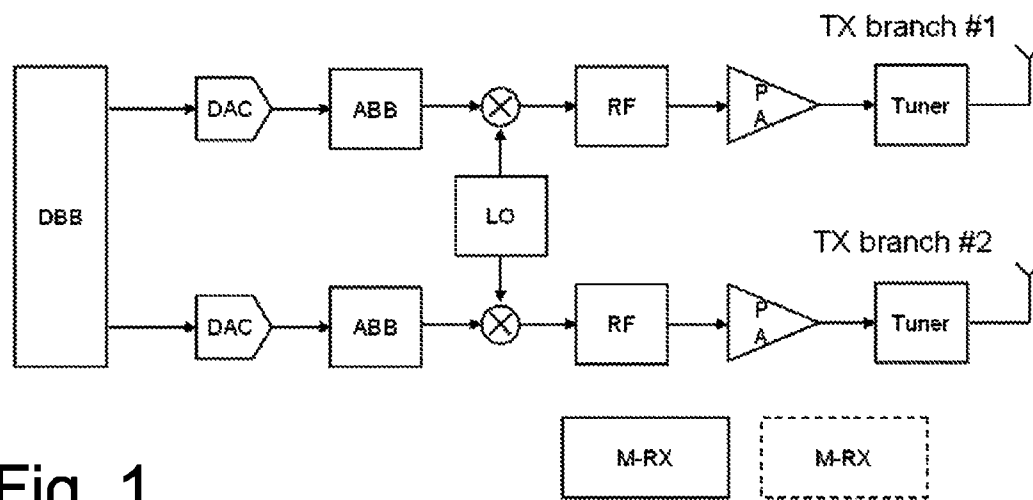 TX branch #1
DAC ABB RF P A Tuner
DBB LO
TX branch #2
DAC ABB RF P A Tuner
M-RX M-RX
Fig. 1